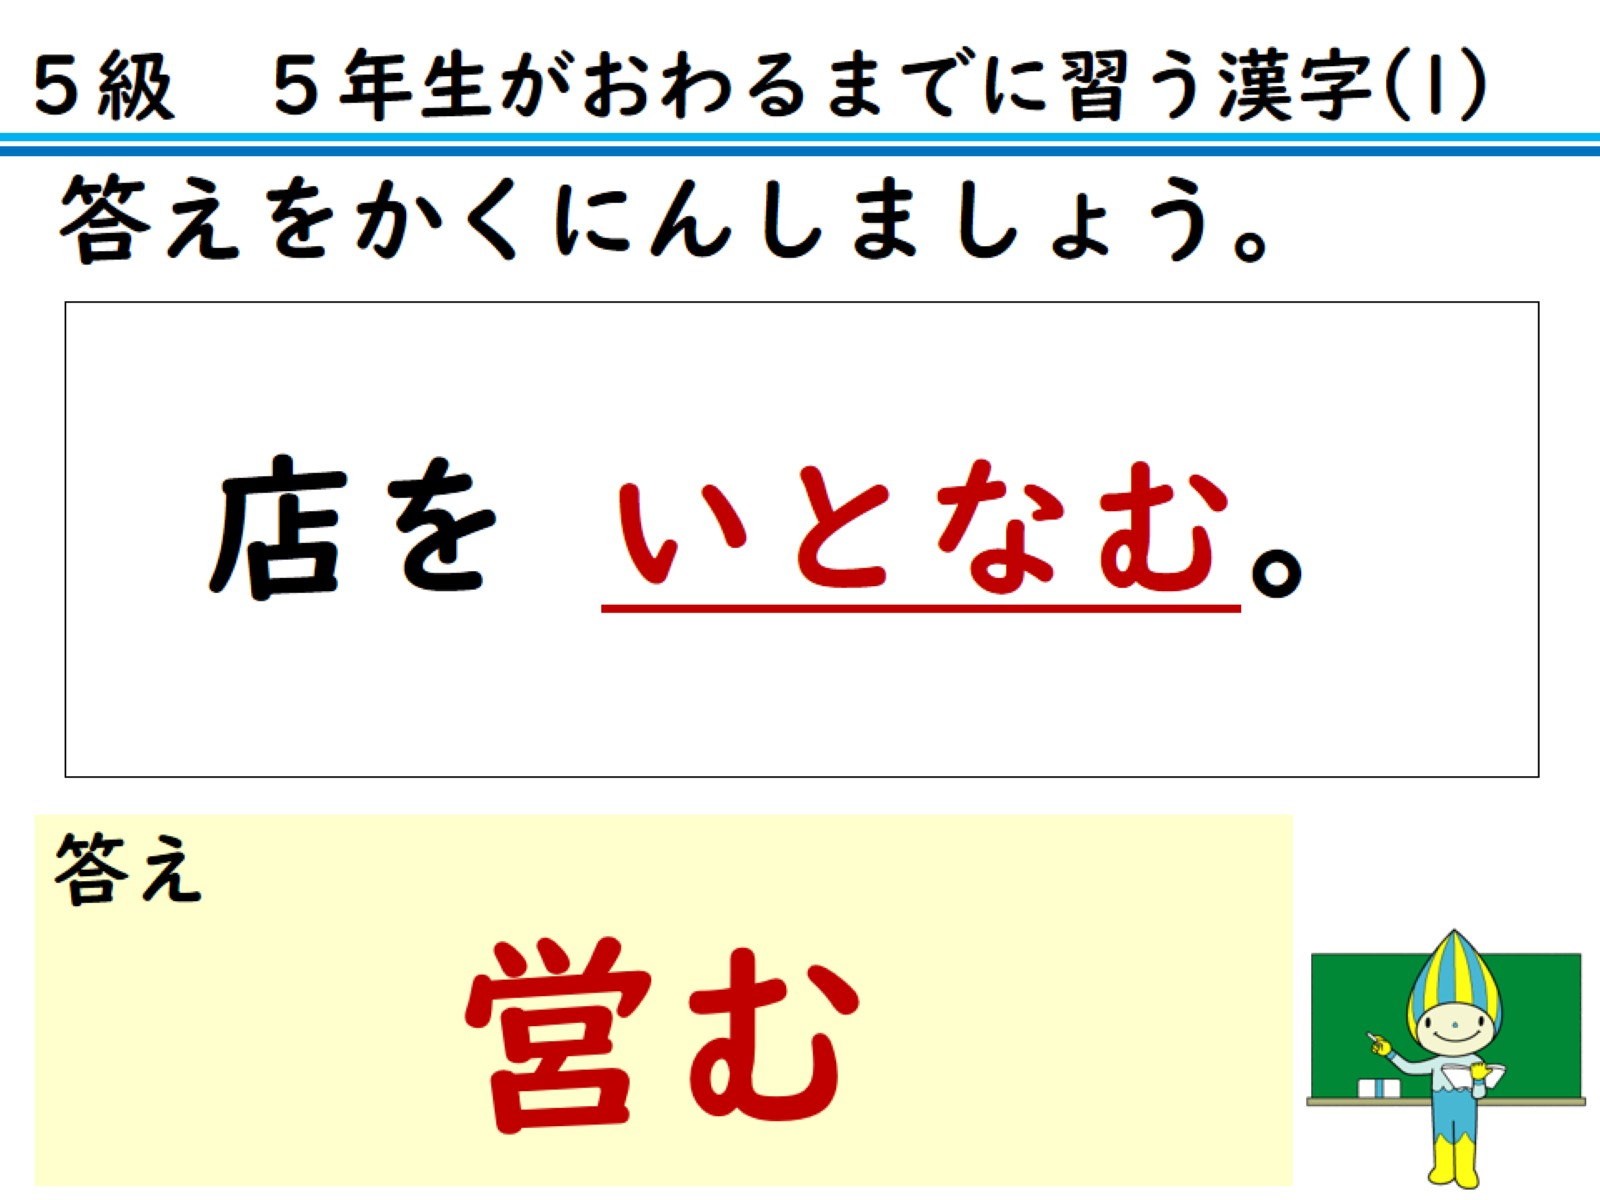 ５級　５年生がおわるまでに習う漢字(１)
答えをかくにんしましょう。
店を いとなむ。
答え
営む